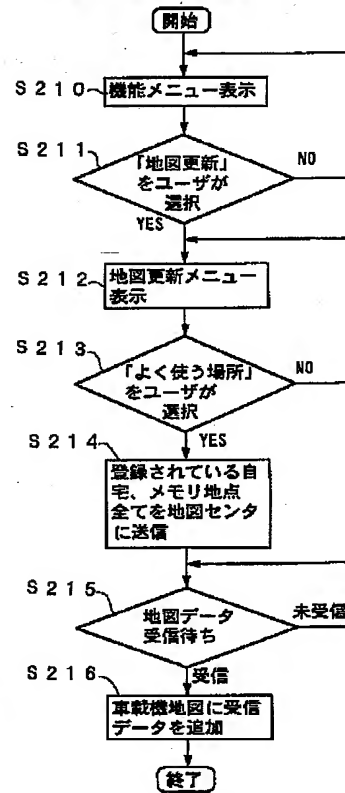 開始
S210
機能メニュー表示
S211
「地図更新」
をユーザが
選択
NO
YES
S212
地図更新メニュー
表示
S213
「よく使う場所」
をユーザが
選択
NO
YES
S214
登録されている自
宅、メモリ地点
全てを地図センタ
に送信
S215
地図データ
受信待ち
未受信
受信
S216
車載機地図に受信
データを追加
終了